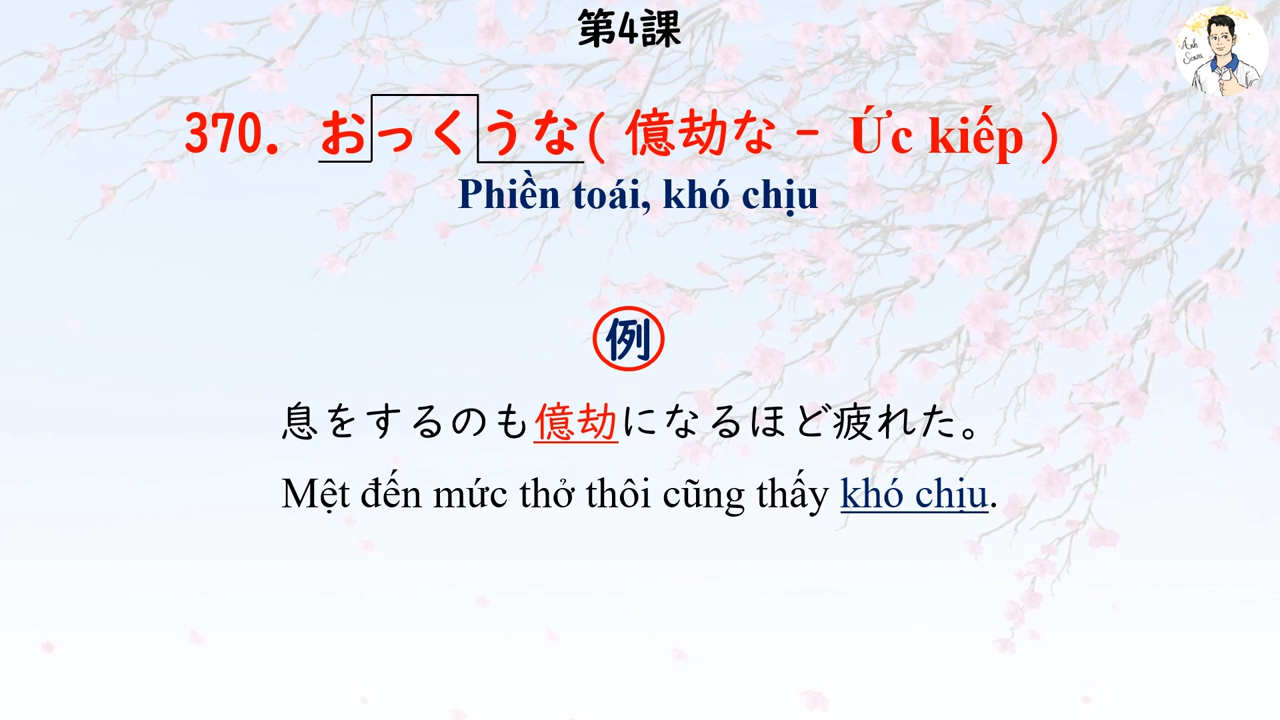 第4課
Anh
Sensei
370. おっくうな( 億劫な - Ức kiếp )
Phiền toái, khó chịu
例
息をするのも億劫になるほど疲れた。
Mệt đến mức thở thôi cũng thấy khó chịu.